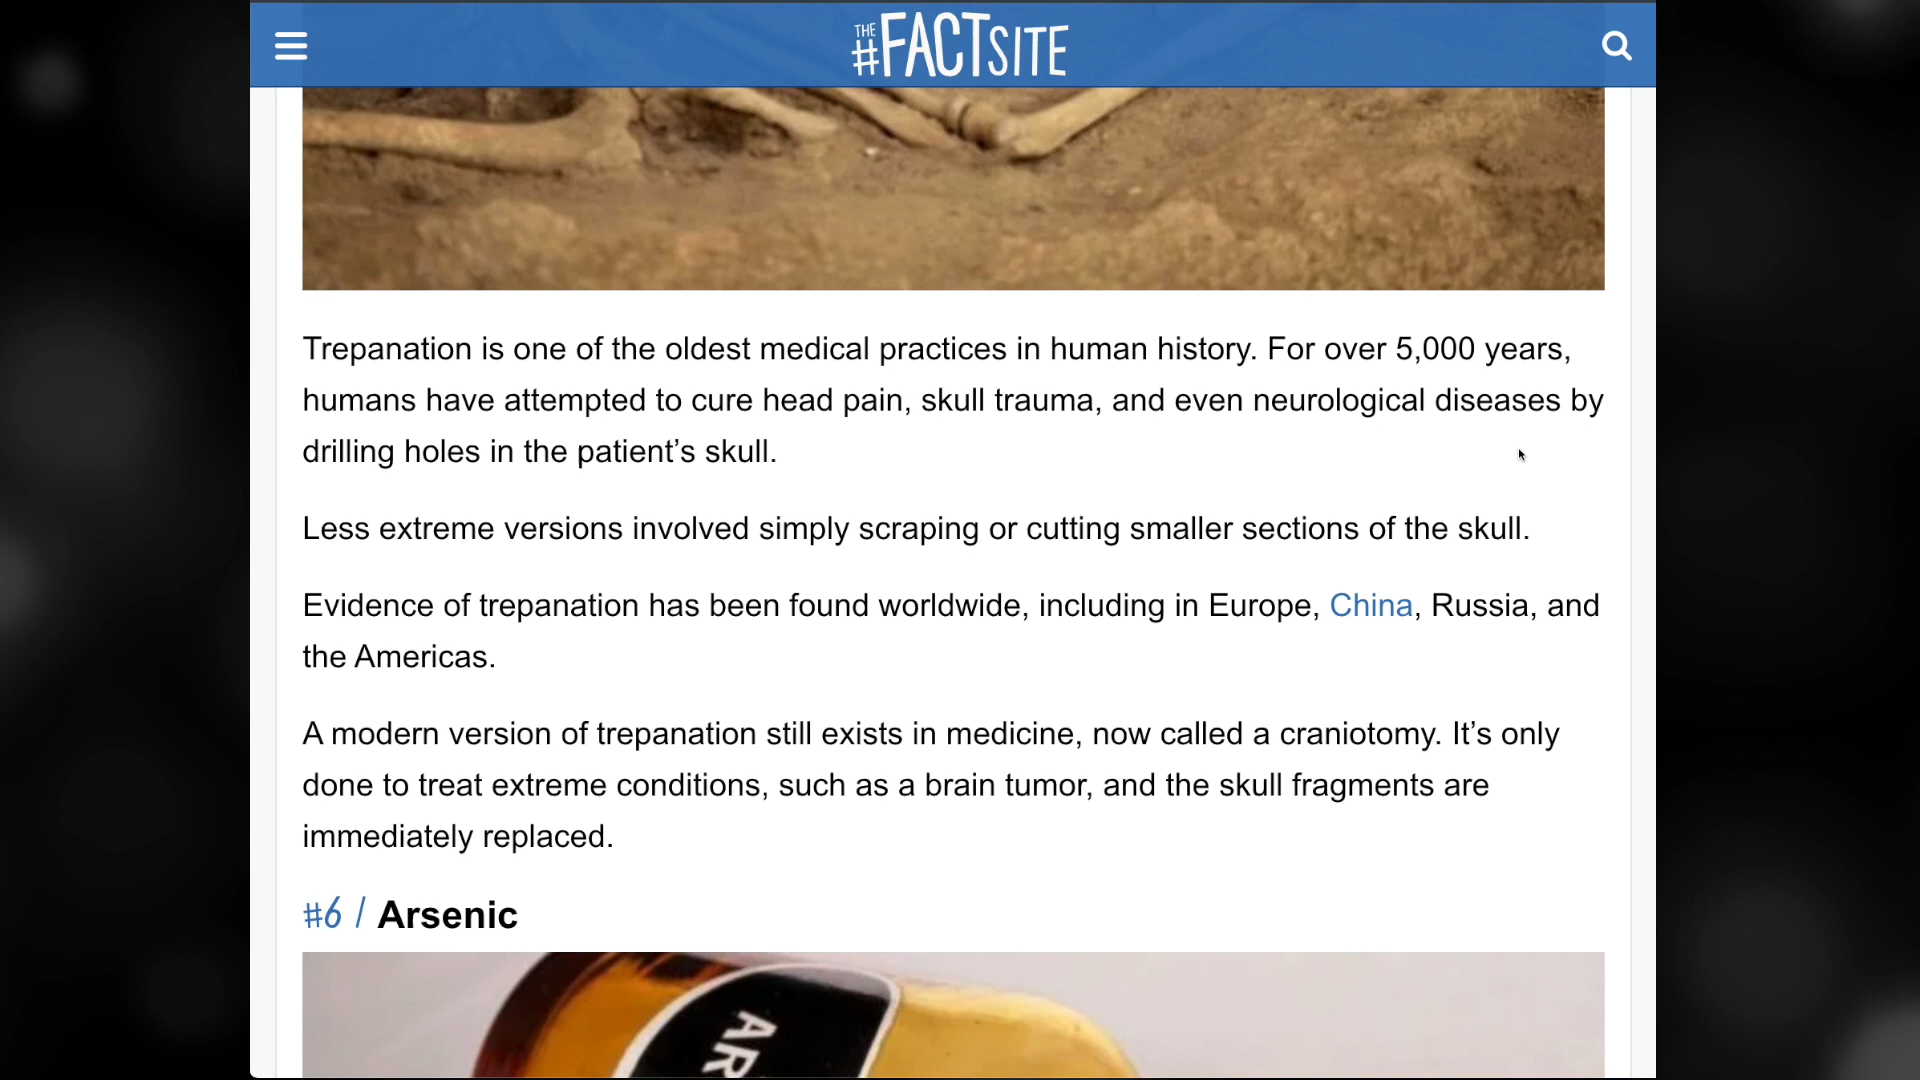 THE
#FACTSITE
Trepanation is one of the oldest medical practices in human history. For over 5,000 years,
humans have attempted to cure head pain, skull trauma, and even neurological diseases by
drilling holes in the patient’s skull.
Less extreme versions involved simply scraping or cutting smaller sections of the skull.
Evidence of trepanation has been found worldwide, including in Europe, China, Russia, and
the Americas.
A modern version of trepanation still exists in medicine, now called a craniotomy. It’s only
done to treat extreme conditions, such as a brain tumor, and the skull fragments are
immediately replaced.
#6 / Arsenic
AR